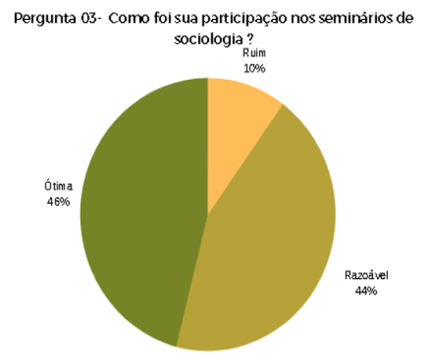 Pergunta 03- Como foi sua participação nos seminários de
sociologia ?
Ruim
10%
Ótima
46%
Razoável
44%